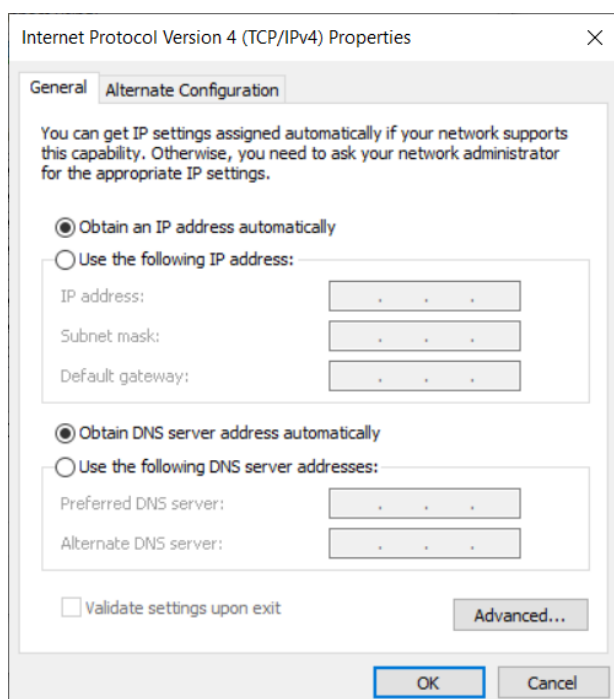 Internet Protocol Version 4 (TCP/IPv4) Properties
General
Alternate Configuration
You can get IP settings assigned automatically if your network supports
this capability. Otherwise, you need to ask your network administrator
for the appropriate IP settings.
Obtain an IP address automatically
Use the following IP address:
IP address:
Subnet mask:
Default gateway:
Obtain DNS server address automatically
Use the following DNS server addresses:
Preferred DNS server:
Alternate DNS server:
Validate settings upon exit
Advanced...
OK
Cancel